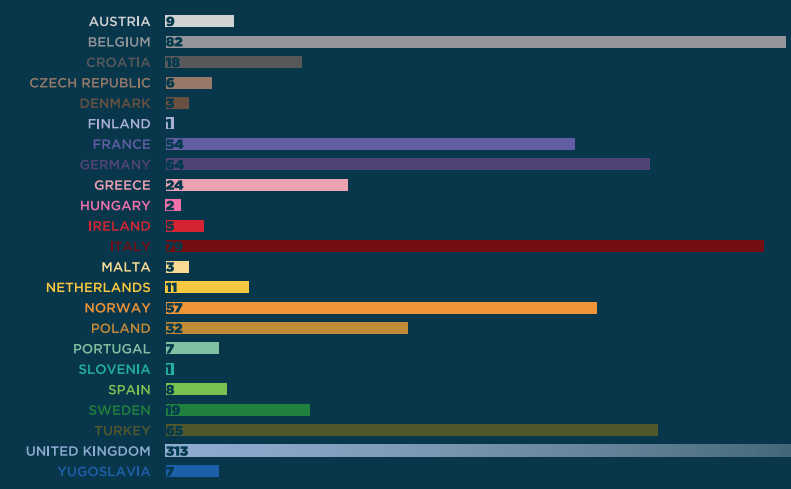 AUSTRIA 9
BELGIUM 82
CROATIA 18
CZECH REPUBLIC 6
DENMARK 3
FINLAND 1
FRANCE 54
GERMANY 64
GREECE 24
HUNGARY 2
IRELAND 5
ITALY 79
MALTA 3
NETHERLANDS 11
NORWAY 57
POLAND 32
PORTUGAL 7
SLOVENIA 1
SPAIN 8
SWEDEN 19
TURKEY 65
UNITED KINGDOM 313
YUGOSLAVIA 7